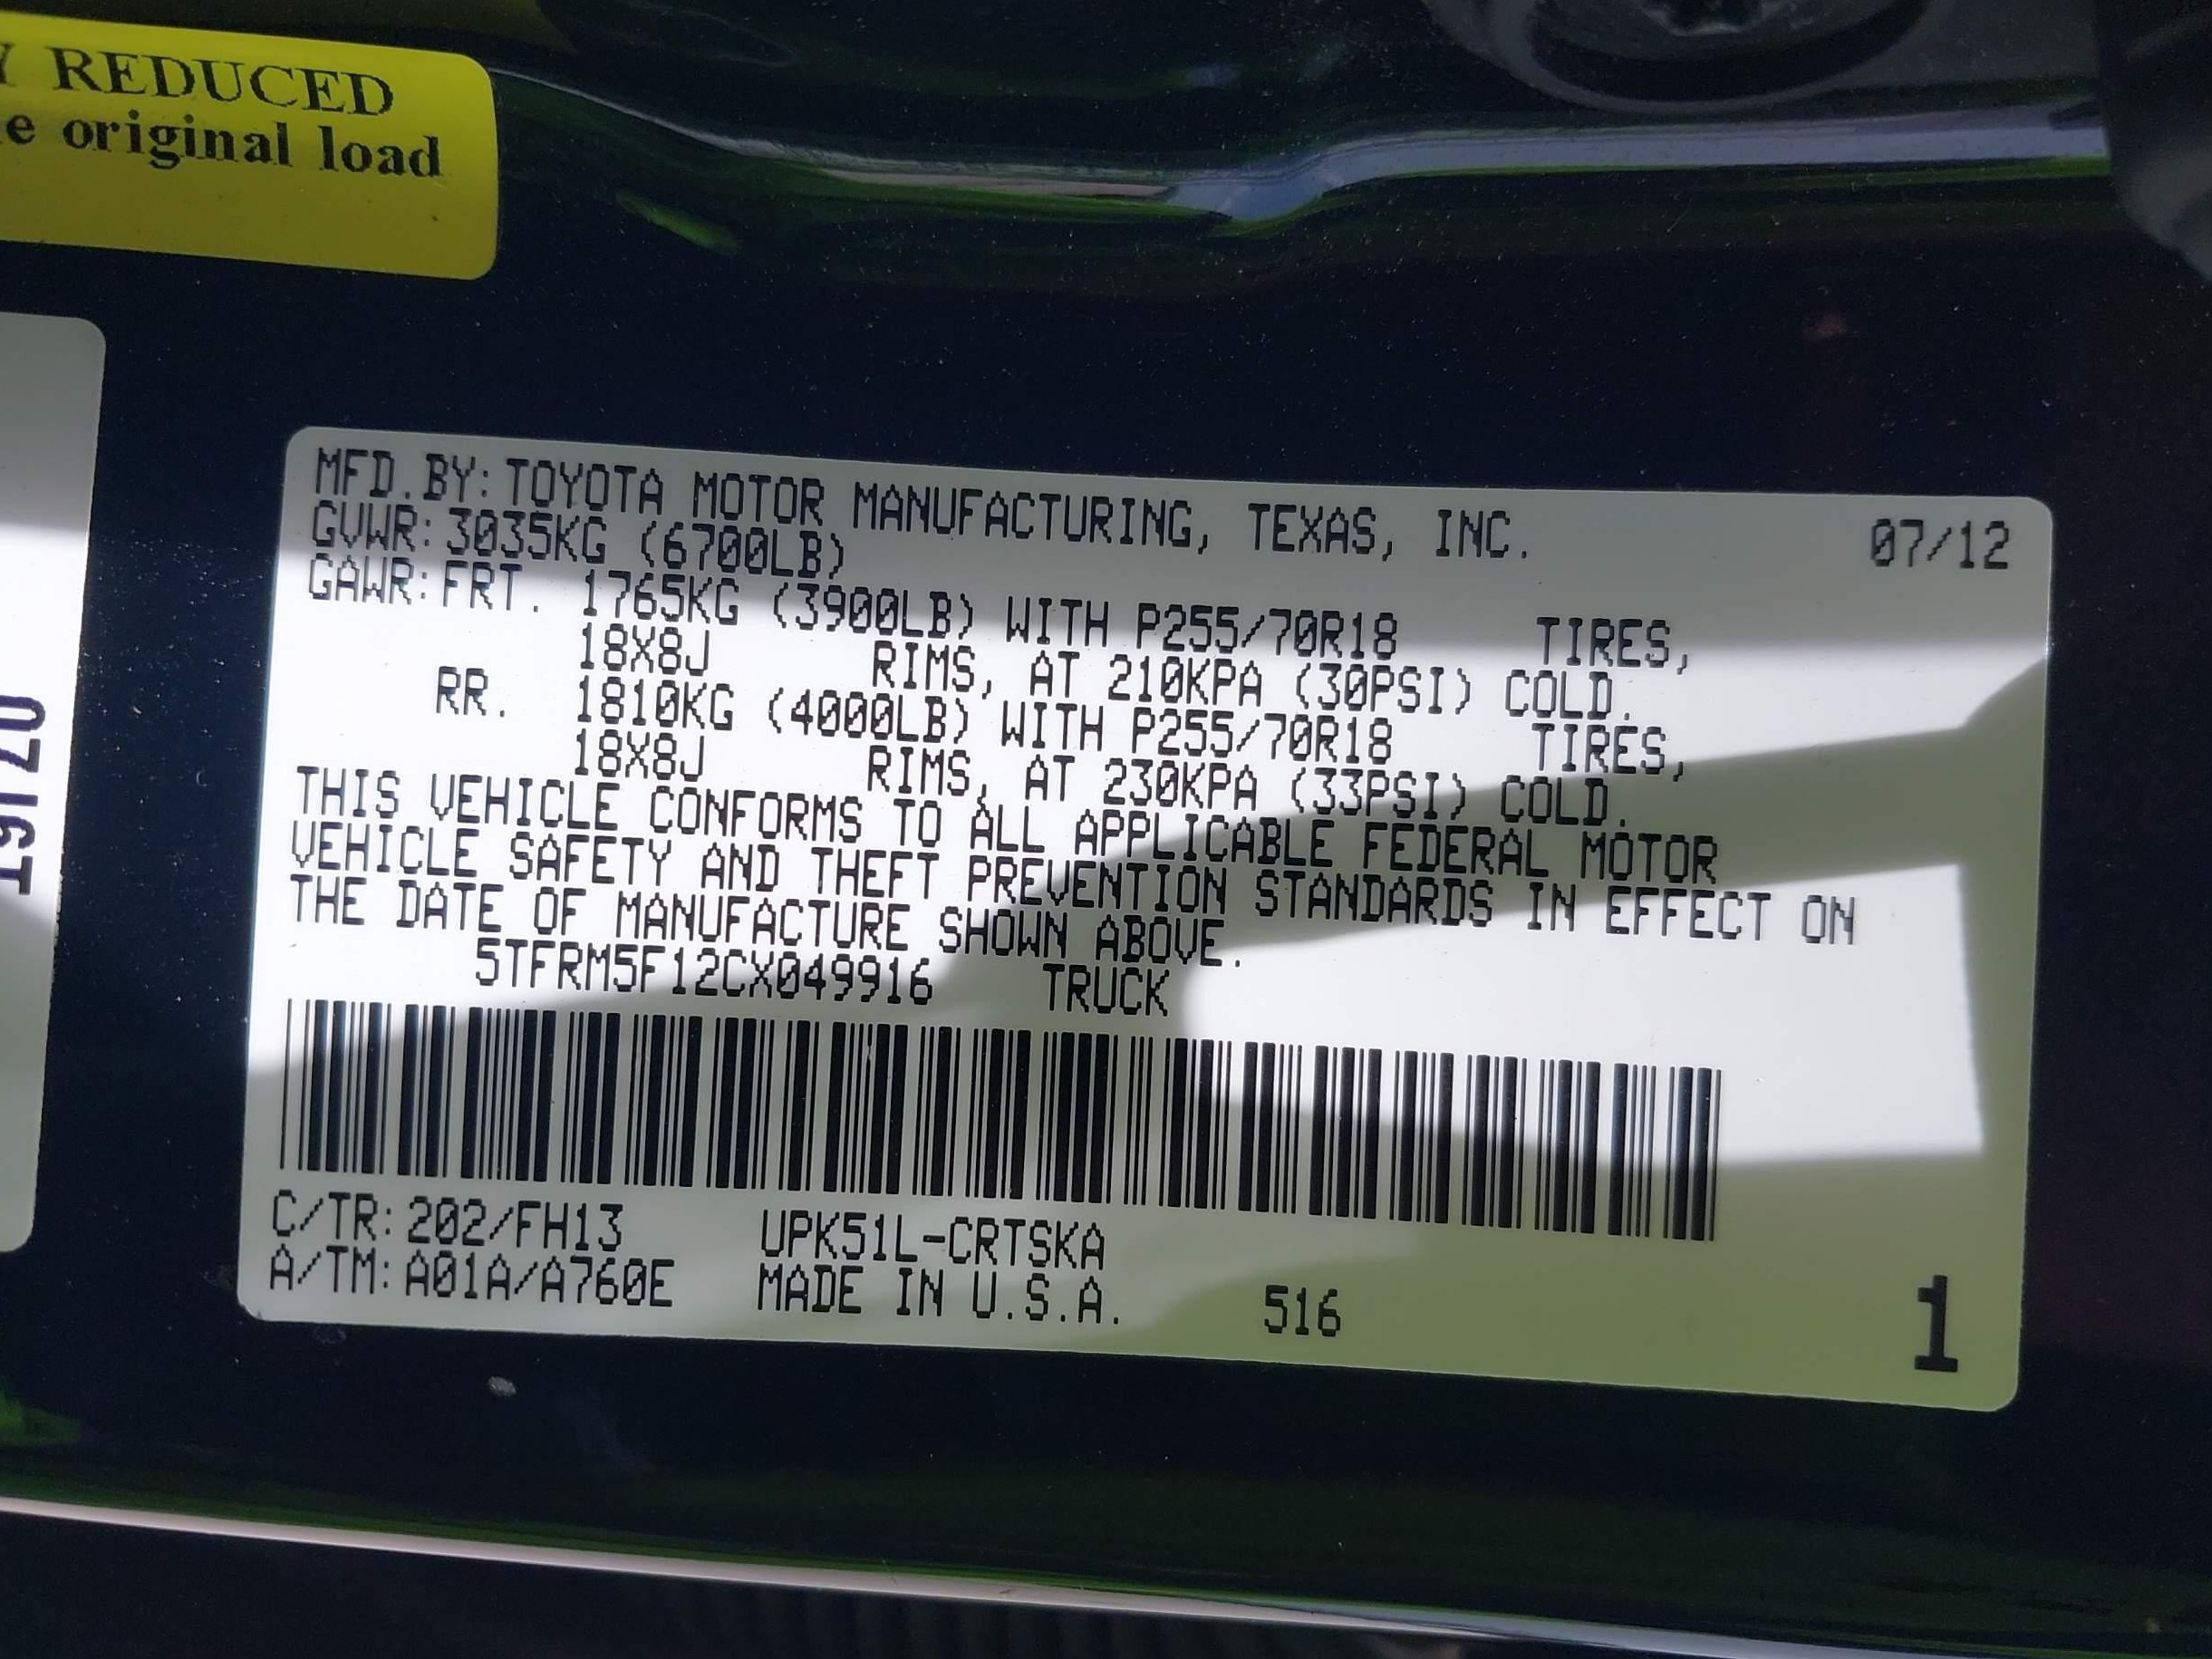 REDUCED
e original load
MFD.BY:TOYOTA MOTOR MANUFACTURING, TEXAS, INC. 07/12
GVWR:3035KG (6700LB)
GAWR:FRT. 1765KG (3900LB) WITH P255/70R18 TIRES,
18X8J RIMS, AT 210KPA (30PSI) COLD.
RR. 1810KG (4000LB) WITH P255/70R18 TIRES,
18X8J RIMS, AT 230KPA (33PSI) COLD.
THIS VEHICLE CONFORMS TO ALL APPLICABLE FEDERAL MOTOR
VEHICLE SAFETY AND THEFT PREVENTION STANDARDS IN EFFECT ON
THE DATE OF MANUFACTURE SHOWN ABOVE.
5TFRM5F12CX049916 TRUCK
C/TR:202/FH13 UPK51L-CRTSKA
A/TM:A01A/A760E MADE IN U.S.A. 516 1